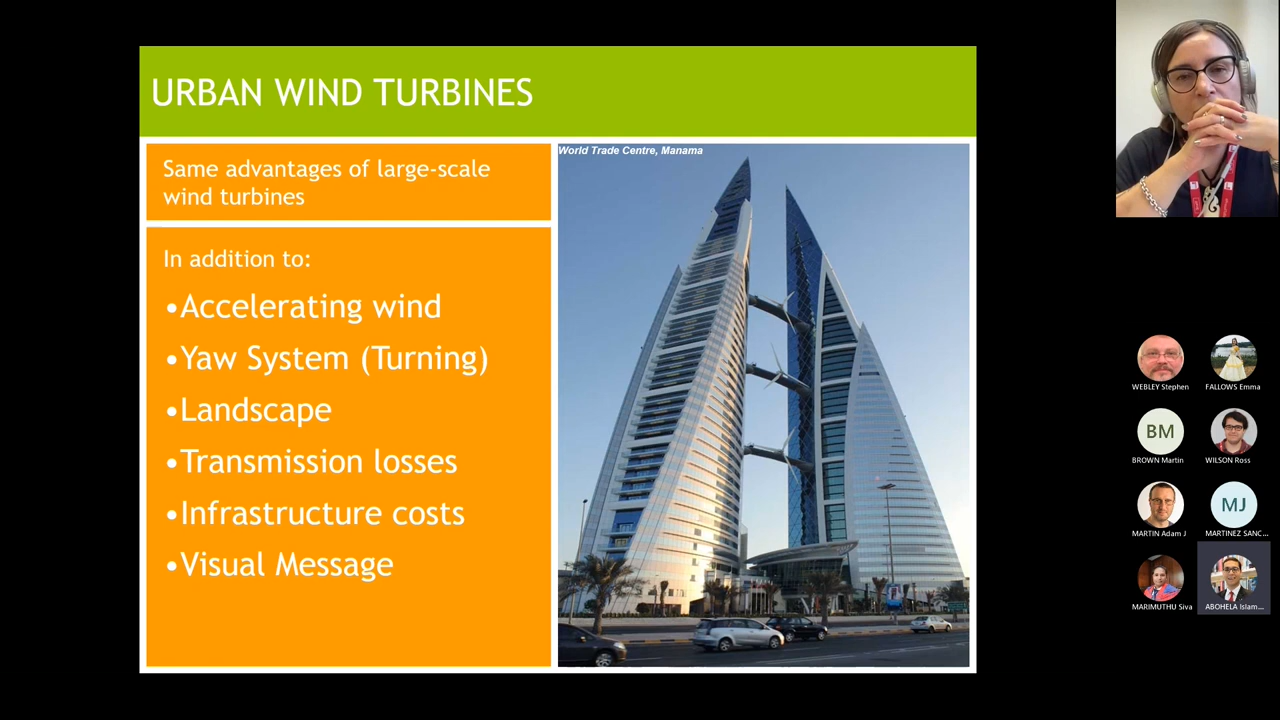 URBAN WIND TURBINES
Same advantages of large-scale
wind turbines
In addition to:
•Accelerating wind
•Yaw System (Turning)
•Landscape
•Transmission losses
•Infrastructure costs
•Visual Message
World Trade Centre, Manama
WEBLEY Stephen
FALLOWS Emma
BM
BROWN Martin
WILSON Ross
MARTIN Adam J
MJ
MARTINEZ SANC...
MARIMUTHU Siva
ABOHELA Islam...